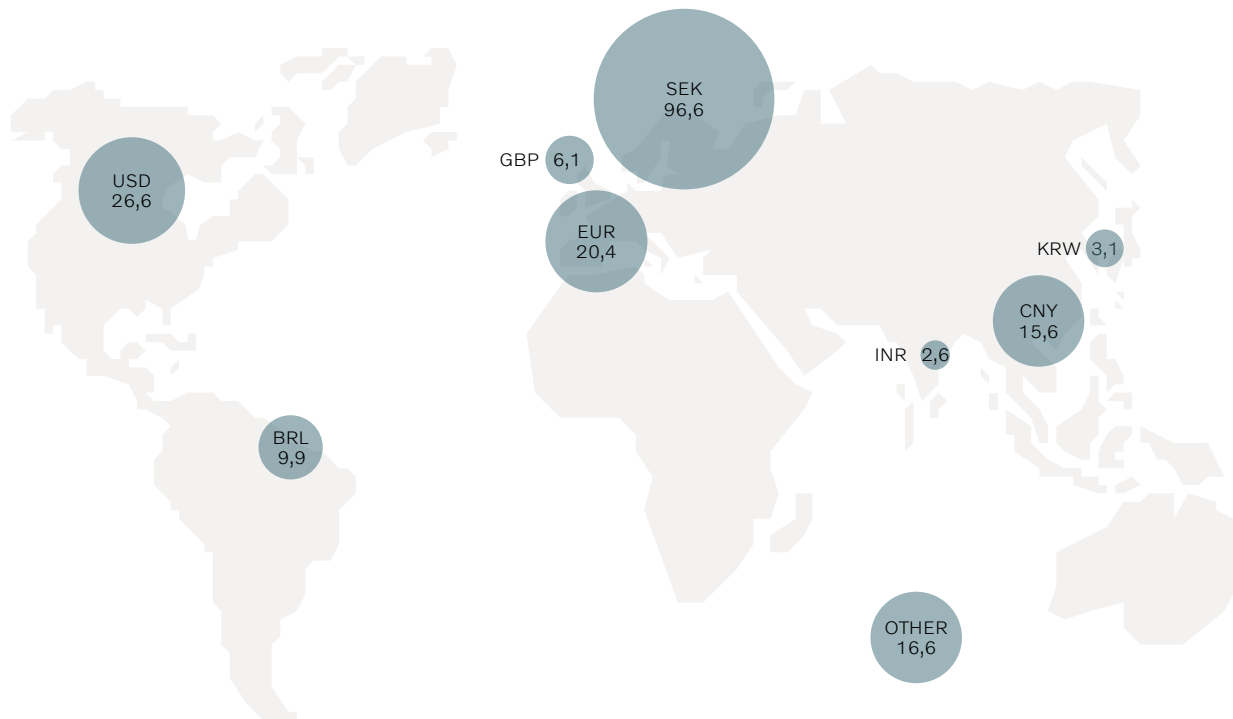 SEK
96,6
GBP 6,1
USD
26,6
EUR
20,4
KRW 3,1
CNY
15,6
INR 2,6
BRL
9,9
OTHER
16,6